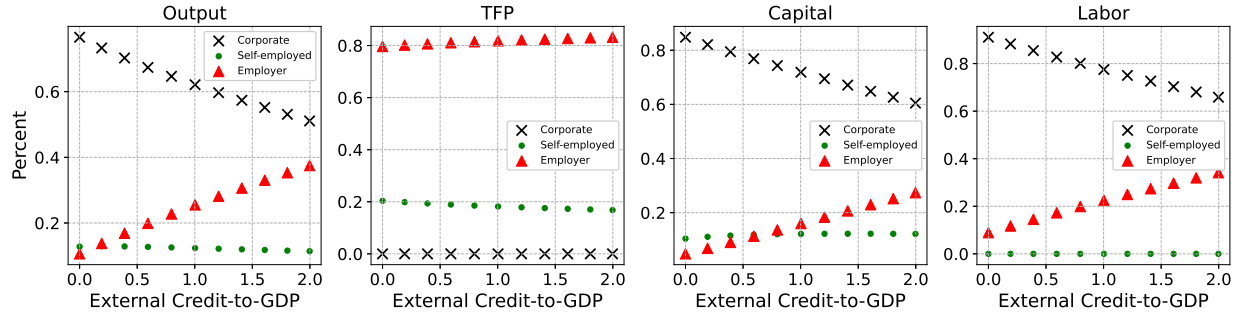 Output
Percent
0.6
0.4
0.2
0.0 0.5 1.0 1.5 2.0
External Credit-to-GDP
Corporate
Self-employed
Employer
TFP
0.8
0.6
0.4
0.2
0.0
0.0 0.5 1.0 1.5 2.0
External Credit-to-GDP
Corporate
Self-employed
Employer
Capital
0.8
0.6
0.4
0.2
0.0 0.5 1.0 1.5 2.0
External Credit-to-GDP
Corporate
Self-employed
Employer
Labor
0.8
0.6
0.4
0.2
0.0
0.0 0.5 1.0 1.5 2.0
External Credit-to-GDP
Corporate
Self-employed
Employer